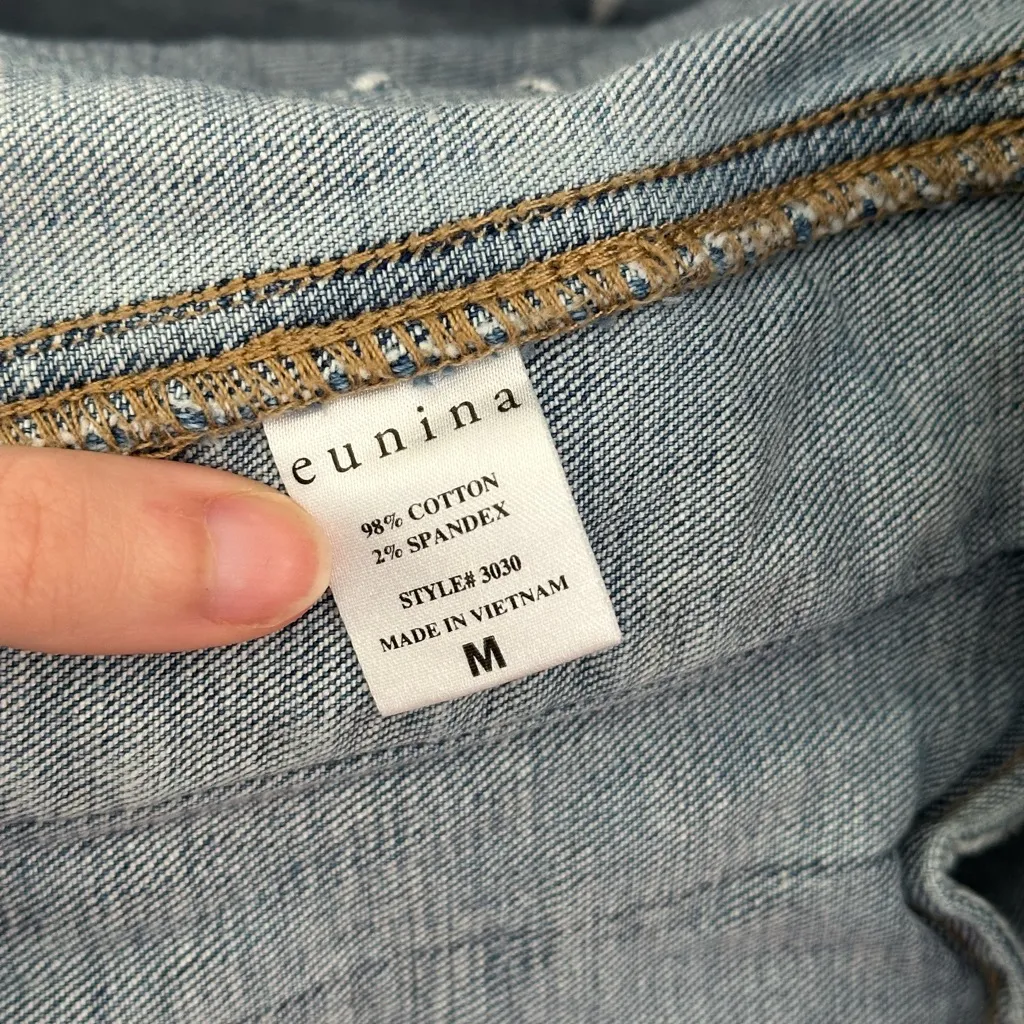 eunina
98% COTTON
2% SPANDEX
STYLE# 3030
MADE IN VIETNAM
M